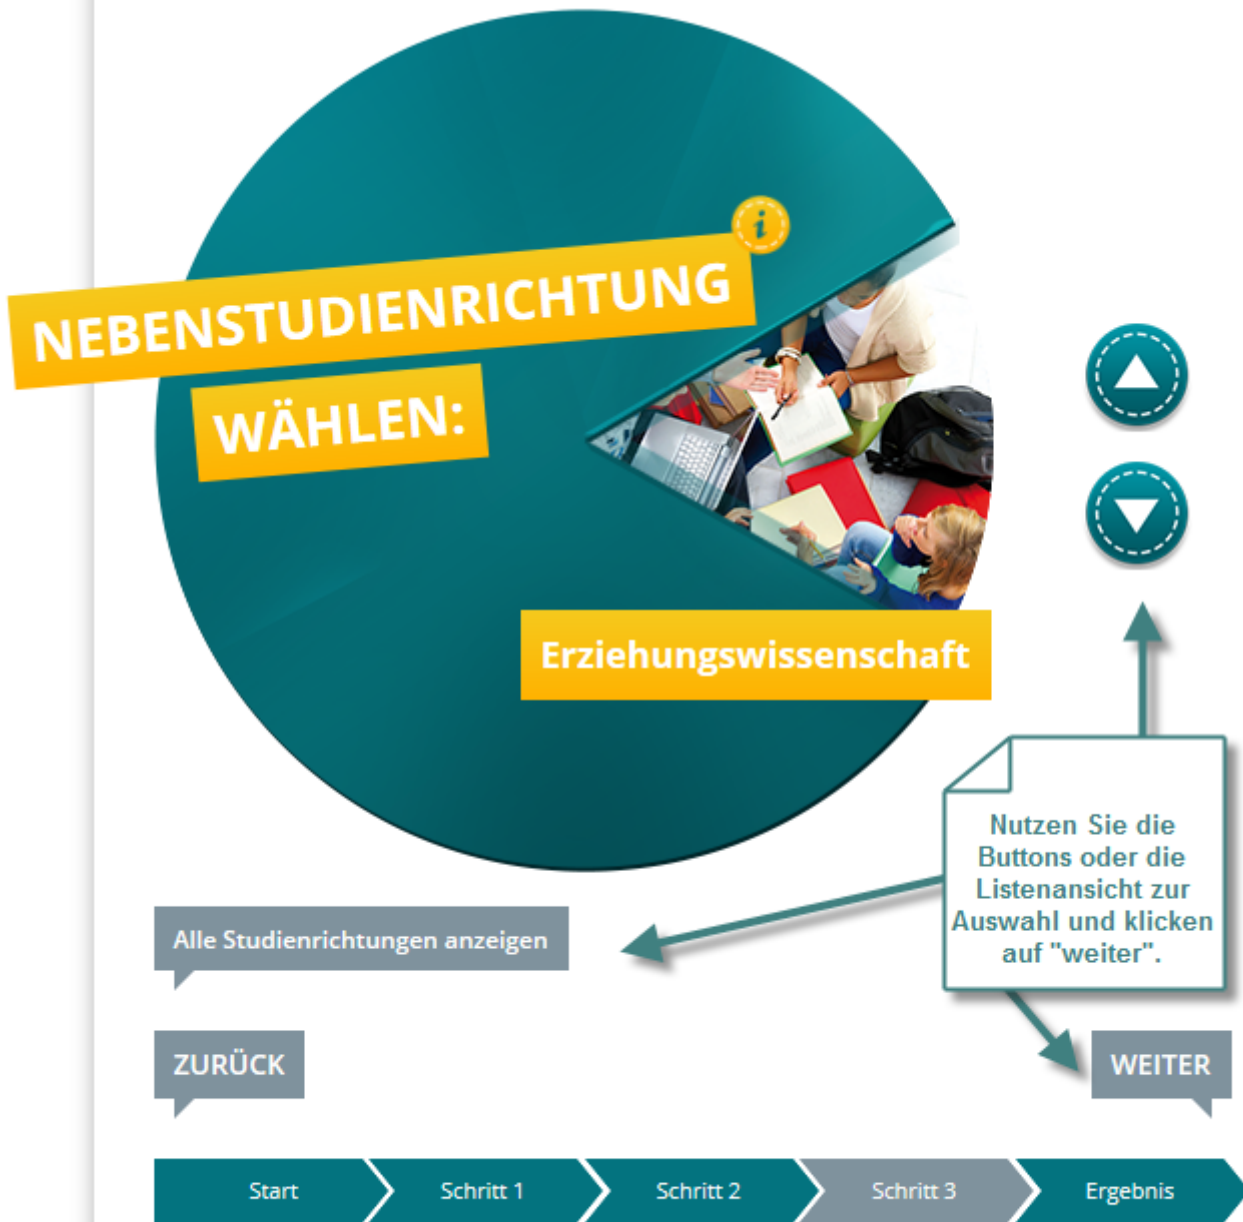 i
NEBENSTUDIENRICHTUNG
WÄHLEN:
Erziehungswissenschaft
Nutzen Sie die
Buttons oder die
Listenansicht zur
Auswahl und klicken
auf "weiter".
Alle Studienrichtungen anzeigen
ZURÜCK
WEITER
Start
Schritt 1
Schritt 2
Schritt 3
Ergebnis